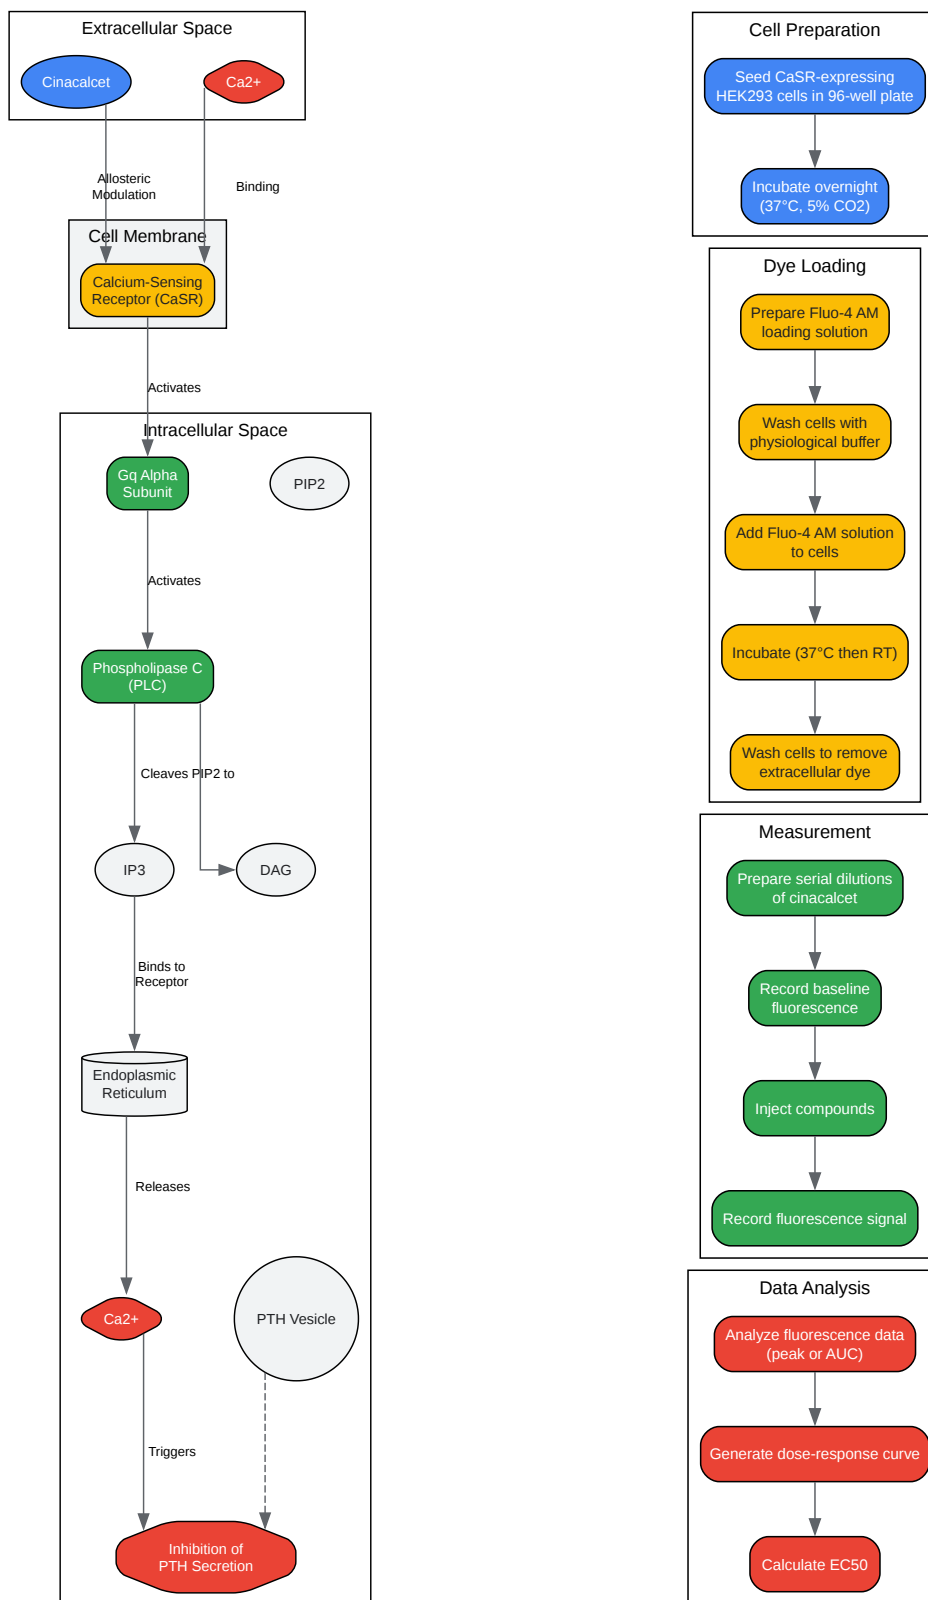 Extracellular Space
Cinacalcet
Ca2+
Allosteric
Modulation
Binding
Cell Membrane
Calcium-Sensing
Receptor (CaSR)
Activates
Intracellular Space
Gq Alpha
Subunit
PIP2
Activates
Phospholipase C
(PLC)
Cleaves PIP2 to
IP3
DAG
Binds to
Receptor
Endoplasmic
Reticulum
Releases
Ca2+
PTH Vesicle
Triggers
Inhibition of
PTH Secretion
Cell Preparation
Seed CaSR-expressing
HEK293 cells in 96-well plate
Incubate overnight
(37°C, 5% CO2)
Dye Loading
Prepare Fluo-4 AM
loading solution
Wash cells with
physiological buffer
Add Fluo-4 AM solution
to cells
Incubate (37°C then RT)
Wash cells to remove
extracellular dye
Measurement
Prepare serial dilutions
of cinacalcet
Record baseline
fluorescence
Inject compounds
Record fluorescence signal
Data Analysis
Analyze fluorescence data
(peak or AUC)
Generate dose-response curve
Calculate EC50